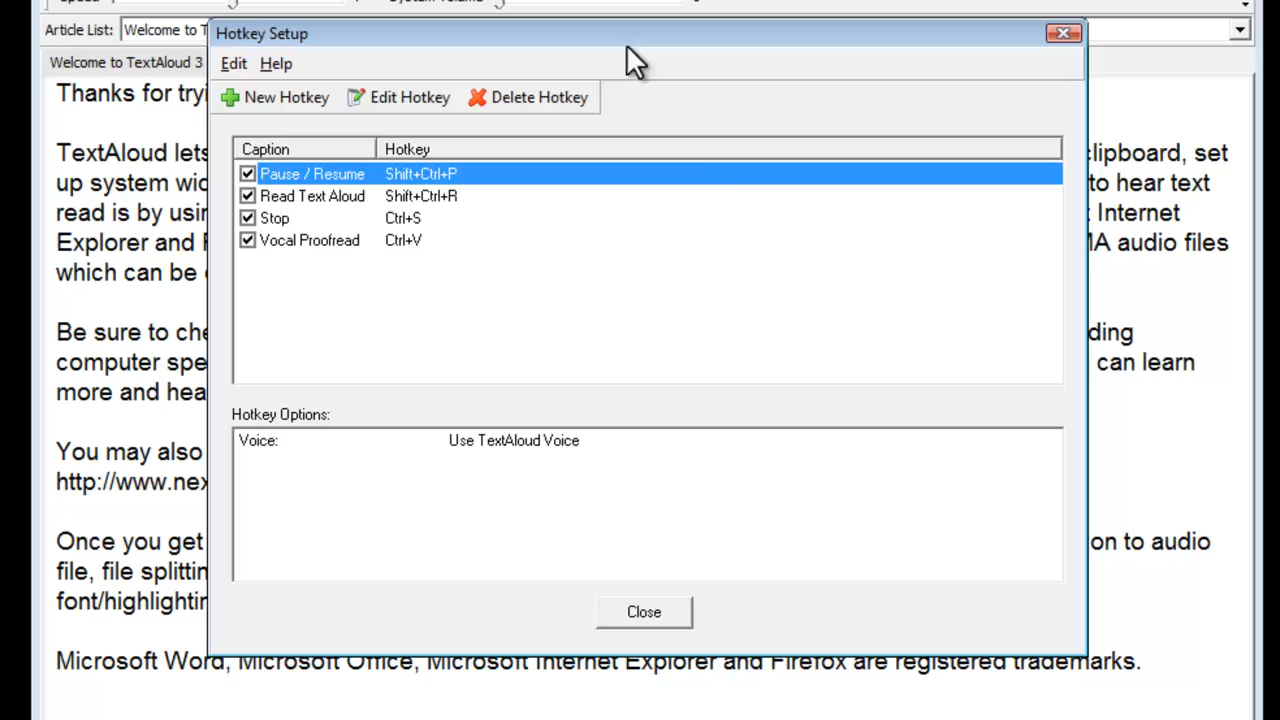 Article List: Welcome to T
Hotkey Setup
Edit Help
Welcome to TextAloud 3
New Hotkey Edit Hotkey Delete Hotkey
Thanks for tryi
Caption Hotkey
TextAloud lets clipboard, set
Pause / Resume Shift+Ctrl+P
up system wid to hear text
Read Text Aloud Shift+Ctrl+R
read is by usin Internet
Stop Ctrl+S
Explorer and F MA audio files
Vocal Proofread Ctrl+V
which can be
Be sure to che ding
computer spe can learn
more and hea
Hotkey Options:
Voice: Use TextAloud Voice
You may also
http://www.nex
Once you get on to audio
file, file splittin
font/highlightin
Close
Microsoft Word, Microsoft Office, Microsoft Internet Explorer and Firefox are registered trademarks.